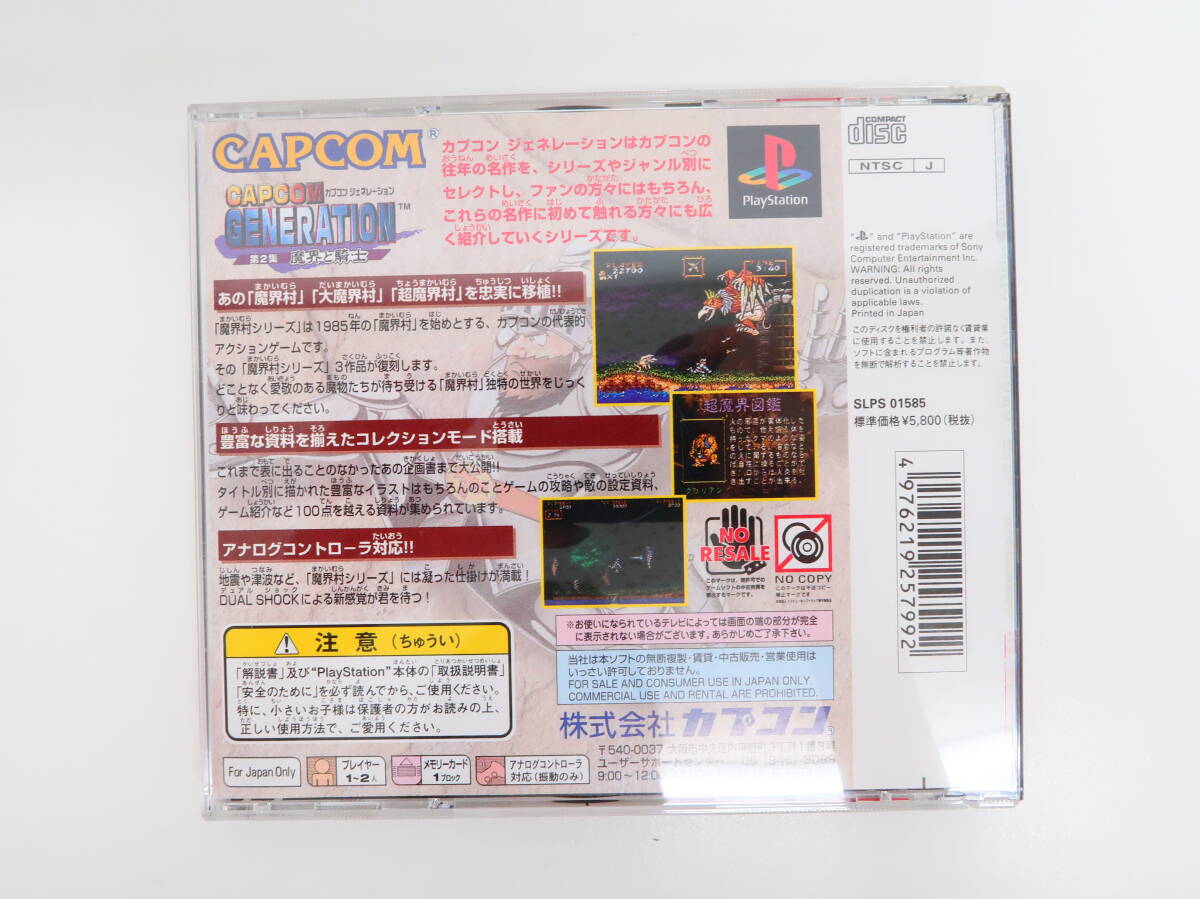 CAPCOM®
CAPCOM カプコン ジェネレーション
GENERATION™
第2集 魔界と騎士
カプコン ジェネレーションはカプコンの
往年の名作を、シリーズやジャンル別に
セレクトし、ファンの方々にはもちろん、
これらの名作に初めて触れる方々にも広
く紹介していくシリーズです。
PlayStation
あの「魔界村」「大魔界村」「超魔界村」を忠実に移植!!
「魔界村シリーズ」は1985年の「魔界村」を始めとする、カプコンの代表的
アクションゲームです。
その「魔界村シリーズ」3作品が復刻します。
どことなく愛敬のある魔物たちが待ち受ける「魔界村」独特の世界をじっく
りと味わってください。
豊富な資料を揃えたコレクションモード搭載
これまで表に出ることのなかったあの企画書まで大公開!!
タイトル別に描かれた豊富なイラストはもちろんのことゲームの攻略や敵の設定資料、
ゲーム紹介など100点を越える資料が集められています。
アナログコントローラ対応!!
地震や津波など、「魔界村シリーズ」には凝った仕掛けが満載!
DUAL SHOCKによる新感覚が君を待つ!
PLAYER
22700
TIME
3:40
超魔界図鑑
NO
RESALE
NO COPY
※お使いになられているテレビによっては画面の端の部分が完全
に表示されない場合がございます。あらかじめご了承下さい。
当社は本ソフトの無断複製・賃貸・中古販売・営業使用は
いっさい許可しておりません。
FOR SALE AND CONSUMER USE IN JAPAN ONLY.
COMMERCIAL USE AND RENTAL ARE PROHIBITED.
注意(ちゅうい)
「解説書」及び"PlayStation"本体の「取扱説明書」
「安全のために」を必ず読んでから、ご使用ください。
特に、小さいお子様は保護者の方がお読みの上、
正しい使用方法で、ご愛用ください。
株式会社カプコン®
〒540-0037
ユーザーサポートセンター
9:00〜12:00
For Japan Only
プレイヤー
1~2人
メモリーカード
1ブロック
アナログコントローラ
対応(振動のみ)
COMPACT
disc
NTSC J
" " and "PlayStation" are
registered trademarks of Sony
Computer Entertainment Inc.
WARNING: All rights
reserved. Unauthorized
duplication is a violation of
applicable laws.
Printed in Japan
このディスクを権利者の許諾なく賃貸業
に使用することを禁止します。また、
ソフトに含まれるプログラム等著作物
を無断で解析することを禁止します。
SLPS 01585
標準価格¥5,800(税抜)
4976219257992